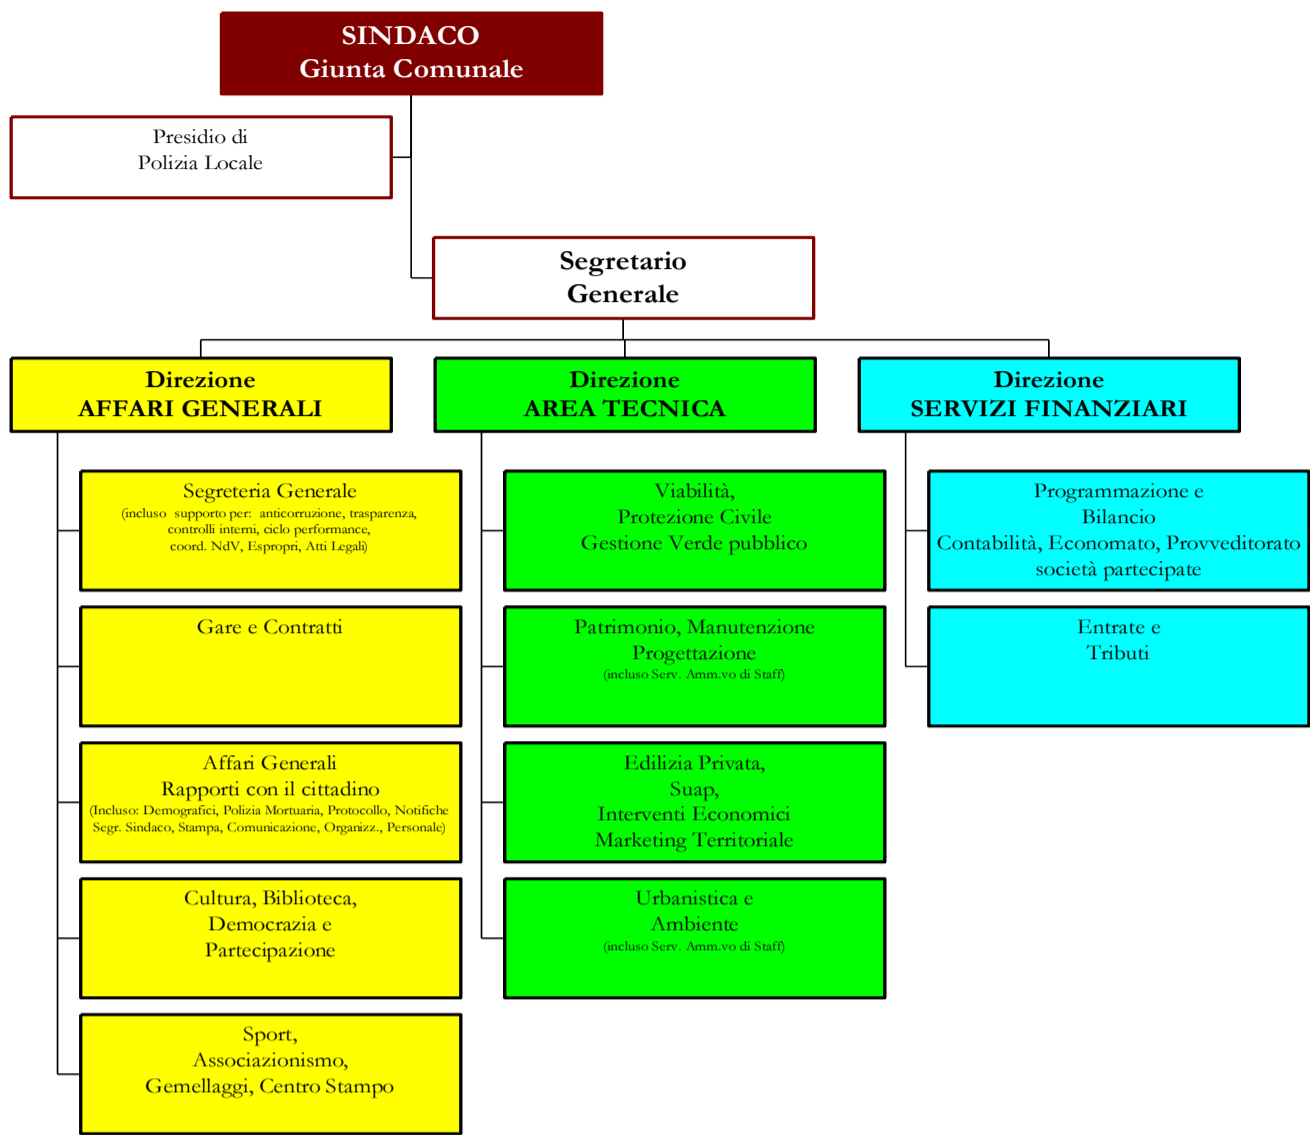 SINDACO
Giunta Comunale
Presidio di
Polizia Locale
Segretario
Generale
Direzione
AFFARI GENERALI
Segreteria Generale
(incluso supporto per: anticorruzione, trasparenza,
controlli interni, ciclo performance,
coord. NdV, Espropri, Atti Legali)
Gare e Contratti
Affari Generali
Rapporti con il cittadino
(Incluso: Demografici, Polizia Mortuaria, Protocollo, Notifiche
Segr. Sindaco, Stampa, Comunicazione, Organizz., Personale)
Cultura, Biblioteca,
Democrazia e
Partecipazione
Sport,
Associazionismo,
Gemellaggi, Centro Stampo
Direzione
AREA TECNICA
Viabilità,
Protezione Civile
Gestione Verde pubblico
Patrimonio, Manutenzione
Progettazione
(incluso Serv. Amm.vo di Staff)
Edilizia Privata,
Suap,
Interventi Economici
Marketing Territoriale
Urbanistica e
Ambiente
(incluso Serv. Amm.vo di Staff)
Direzione
SERVIZI FINANZIARI
Programmazione e
Bilancio
Contabilità, Economato, Provveditorato
società partecipate
Entrate e
Tributi